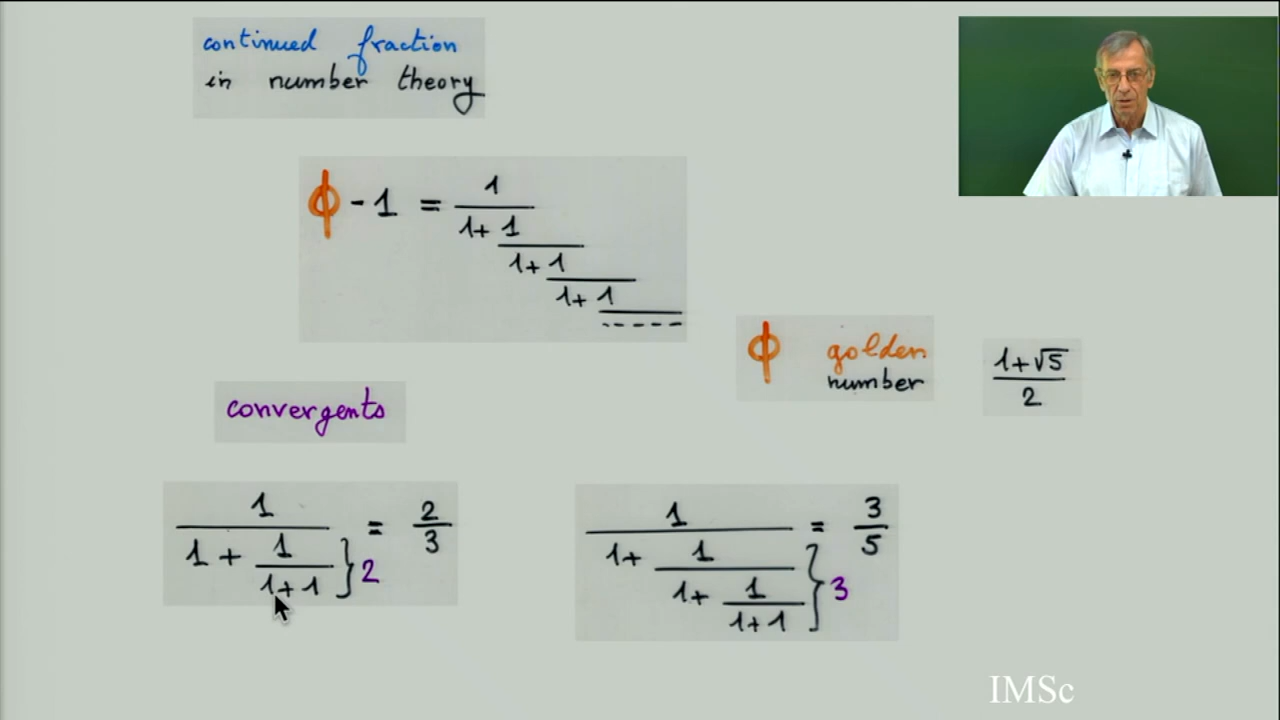 continued fraction
in number theory
ϕ - 1 = 1
1+ 1
1+ 1
1+ 1
ϕ golden
number
1+√5
2
convergents
1
1 + 1
1+1
} 2
= 2
3
1
1+ 1
1+ 1
1+1
} 3
= 3
5
IMSc